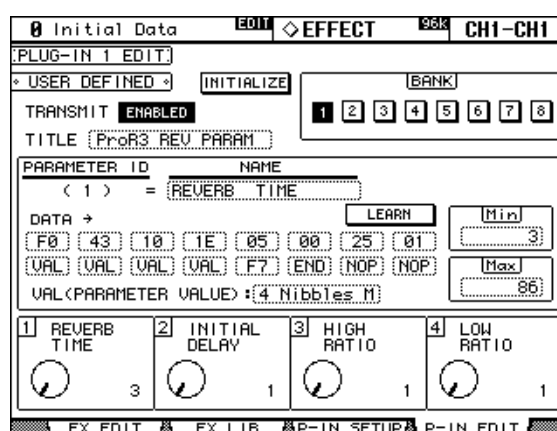 0 Initial Data EDIT ◇EFFECT 96k CH1-CH1
PLUG-IN 1 EDIT
USER DEFINED INITIALIZE BANK
TRANSMIT ENABLED 1 2 3 4 5 6 7 8
TITLE ProR3 REV PARAM
PARAMETER ID NAME
( 1 ) = REVERB TIME
DATA → LEARN Min
F0 43 10 1E 05 00 25 01 3
VAL VAL VAL VAL F7 END NOP NOP Max
VAL(PARAMETER VALUE): 4 Nibbles M 86
1 REVERB TIME 3
2 INITIAL DELAY 1
3 HIGH RATIO 1
4 LOW RATIO 1
FX EDIT FX LIB P-IN SETUP P-IN EDIT